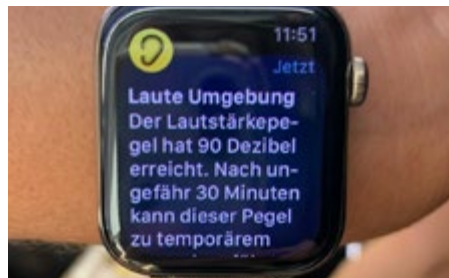 11:51
Jetzt
Laute Umgebung
Der Lautstärkepe-
gel hat 90 Dezibel
erreicht. Nach un-
gefähr 30 Minuten
kann dieser Pegel
zu temporärem